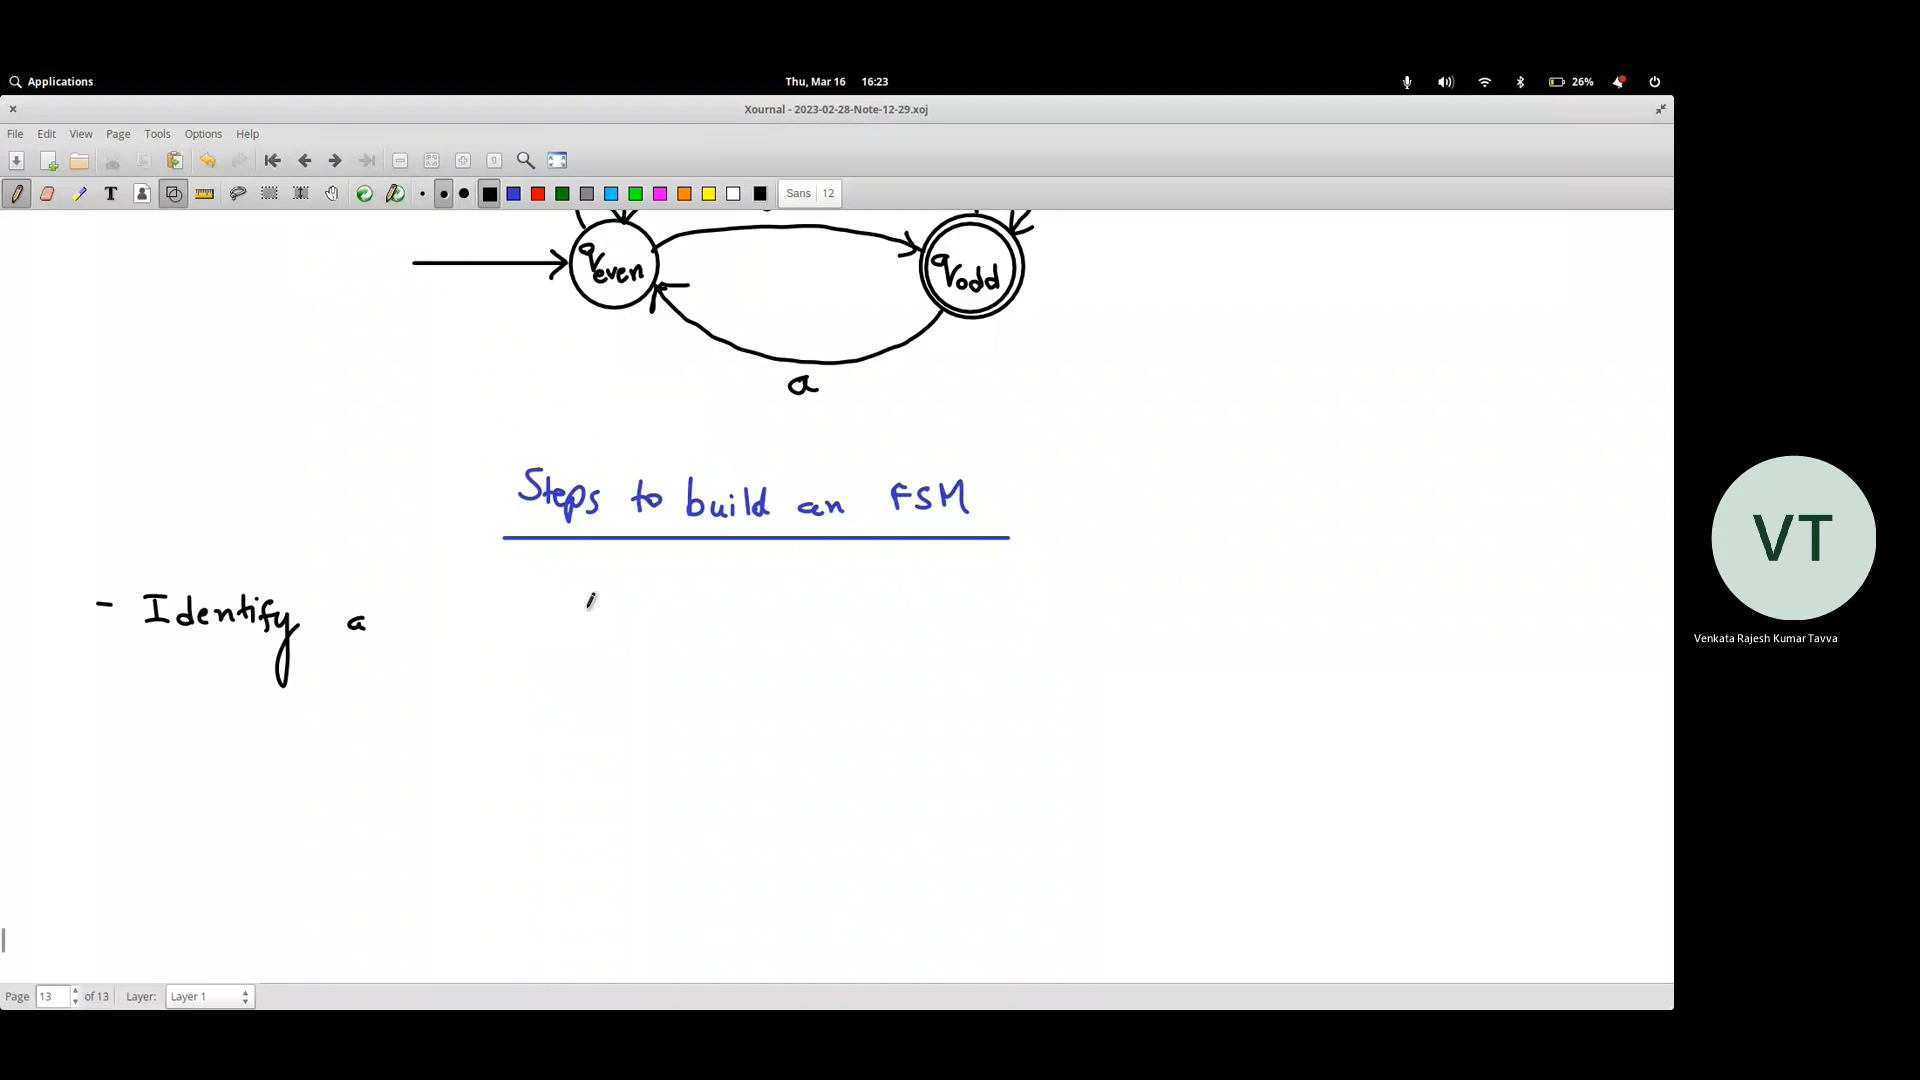 Applications
Thu, Mar 16 16:23
26%
Xournal - 2023-02-28-Note-12-29.xoj
File Edit View Page Tools Options Help
T
Sans 12
qeven
qodd
a
Steps to build an FSM
- Identify a
VT
Venkata Rajesh Kumar Tavva
Page 13 of 13 Layer: Layer 1